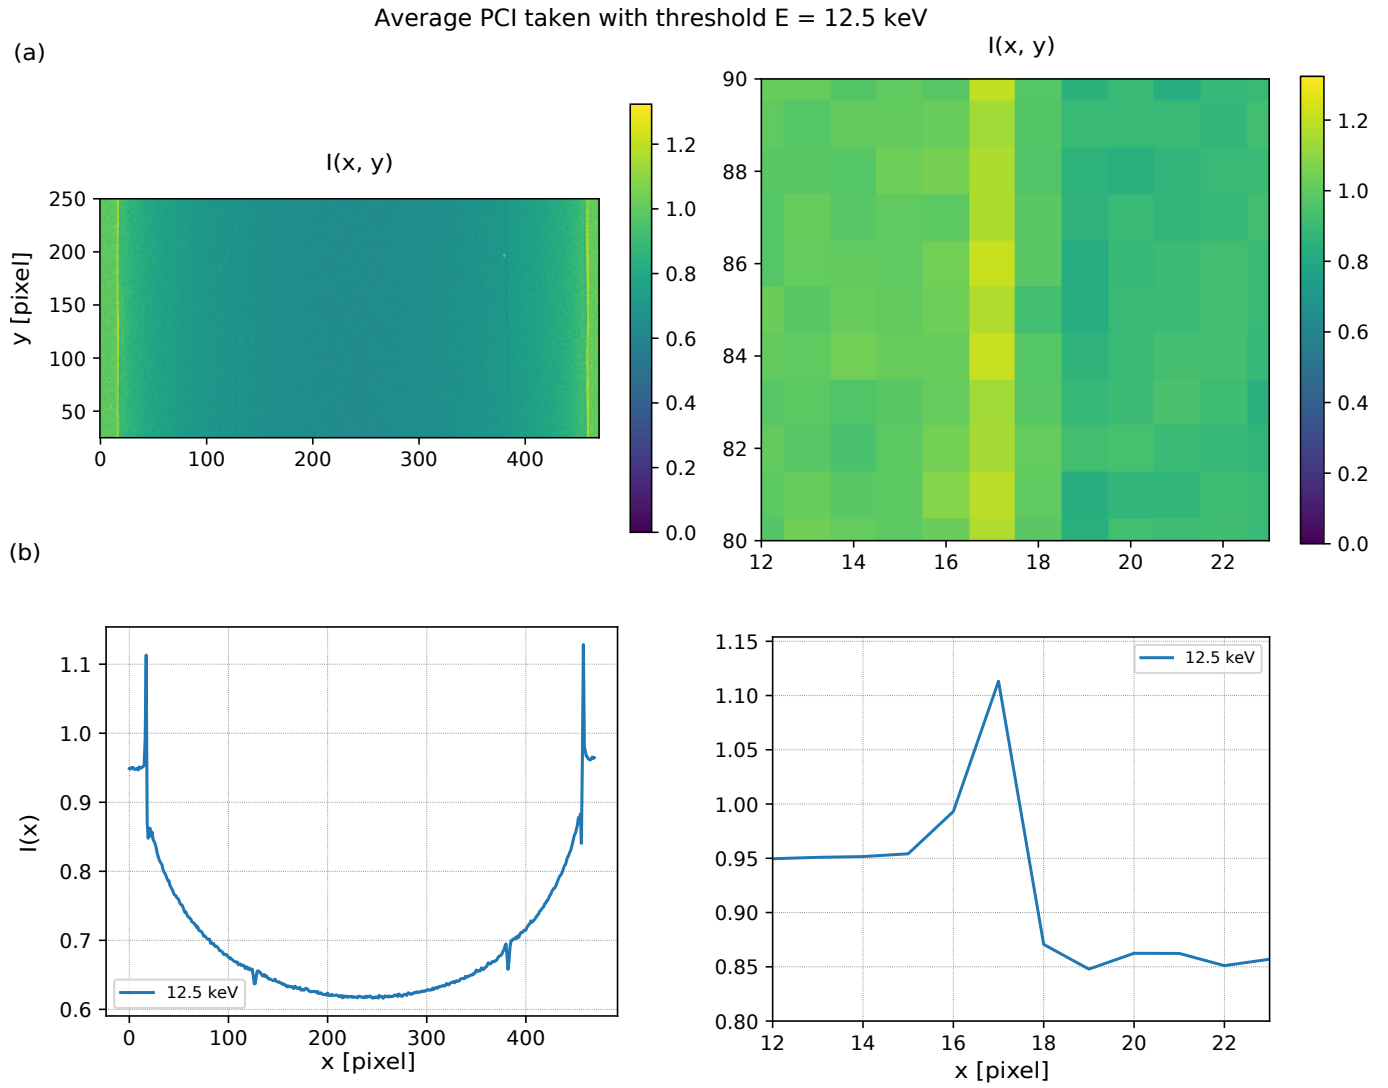 Average PCI taken with threshold E = 12.5 keV
(a)
I(x, y)
250
200
150
100
50
y [pixel]
0 100 200 300 400
1.2
1.0
0.8
0.6
0.4
0.2
0.0
I(x, y)
90
88
86
84
82
80
12 14 16 18 20 22
1.2
1.0
0.8
0.6
0.4
0.2
0.0
(b)
1.1
1.0
0.9
0.8
0.7
0.6
I(x)
12.5 keV
0 100 200 300 400
x [pixel]
1.15
1.10
1.05
1.00
0.95
0.90
0.85
0.80
12.5 keV
12 14 16 18 20 22
x [pixel]